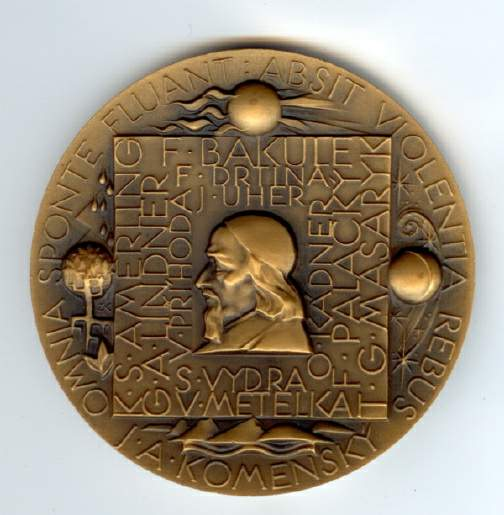 OMNIA SPONTE FLUANT : ABSIT VIOLENTIA REBUS
J·A·KOMENSKÝ
F·BAKULE
F·DRTINA
J·UHER
K·S·AMERLING
G·A·LINDNER
V·PŘÍHODA
O·KÁDNER
F·PALACKÝ
T·G·MASARYK
S·VYDRA
V·METELKA